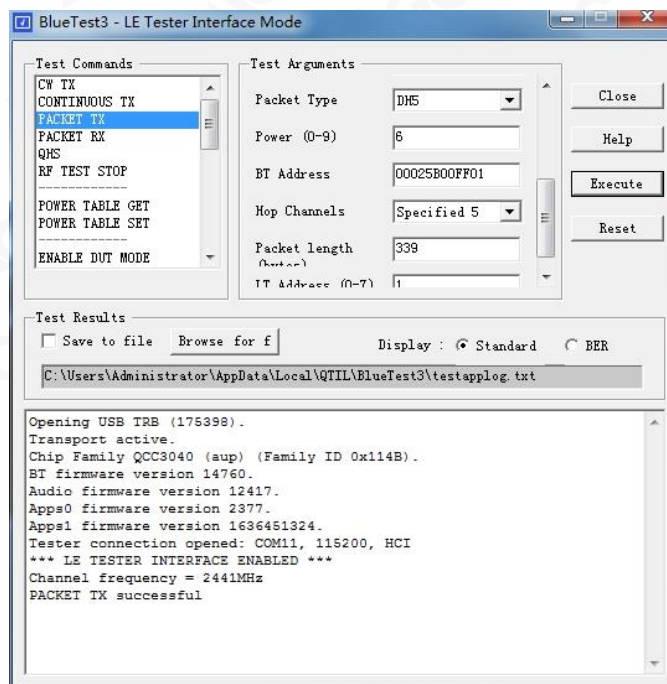 BlueTest3 - LE Tester Interface Mode
Test Commands
CW TX
CONTINUOUS TX
PACKET TX
PACKET RX
QHS
RF TEST STOP
------------
POWER TABLE GET
POWER TABLE SET
------------
ENABLE DUT MODE
Test Arguments
Packet Type DH5
Power (0-9) 6
BT Address 00025B00FF01
Hop Channels Specified 5
Packet length 339
(bytes)
LT Address (0-7) 1
Close
Help
Execute
Reset
Test Results
Save to file Browse for f Display : Standard BER
C:\Users\Administrator\AppData\Local\QTIL\BlueTest3\testapplog.txt
Opening USB TRB (175398).
Transport active.
Chip Family QCC3040 (aup) (Family ID 0x114B).
BT firmware version 14760.
Audio firmware version 12417.
Apps0 firmware version 2377.
Apps1 firmware version 1636451324.
Tester connection opened: COM11, 115200, HCI
*** LE TESTER INTERFACE ENABLED ***
Channel frequency = 2441MHz
PACKET TX successful